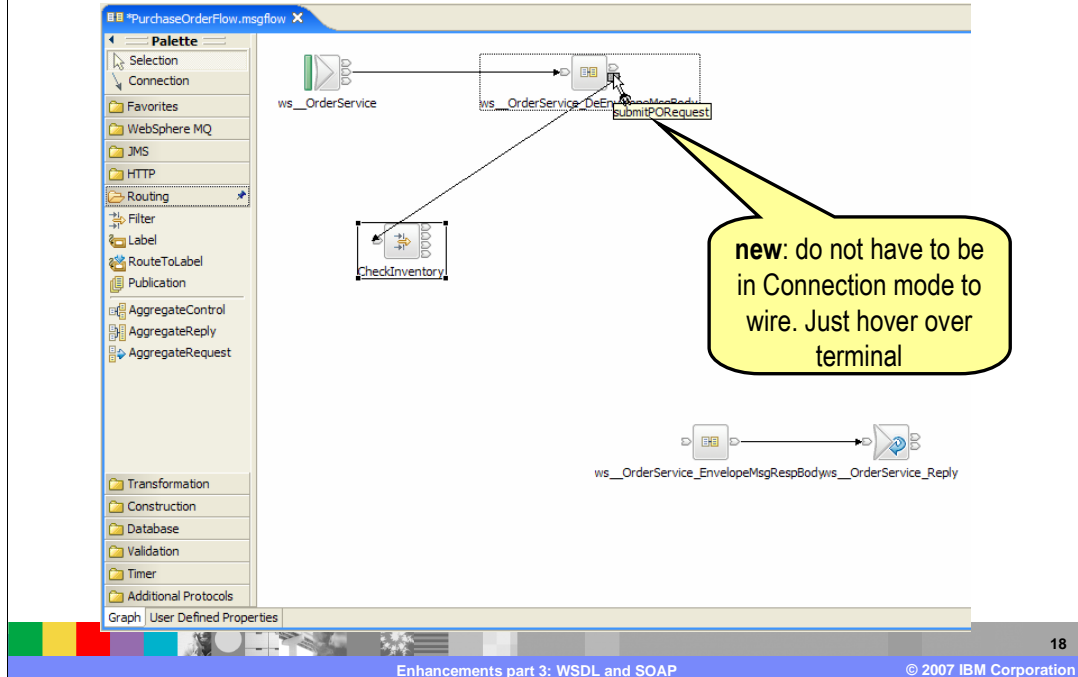 *PurchaseOrderFlow.msgflow
Palette
Selection
Connection
Favorites
WebSphere MQ
JMS
HTTP
Routing
Filter
Label
RouteToLabel
Publication
AggregateControl
AggregateReply
AggregateRequest
Transformation
Construction
Database
Validation
Timer
Additional Protocols
Graph
User Defined Properties
ws__OrderService
ws__OrderService_DeEnvelopeMsgBody
submitPORequest
CheckInventory
new: do not have to be
in Connection mode to
wire. Just hover over
terminal
ws__OrderService_EnvelopeMsgRespBody
ws__OrderService_Reply
18
Enhancements part 3: WSDL and SOAP
© 2007 IBM Corporation